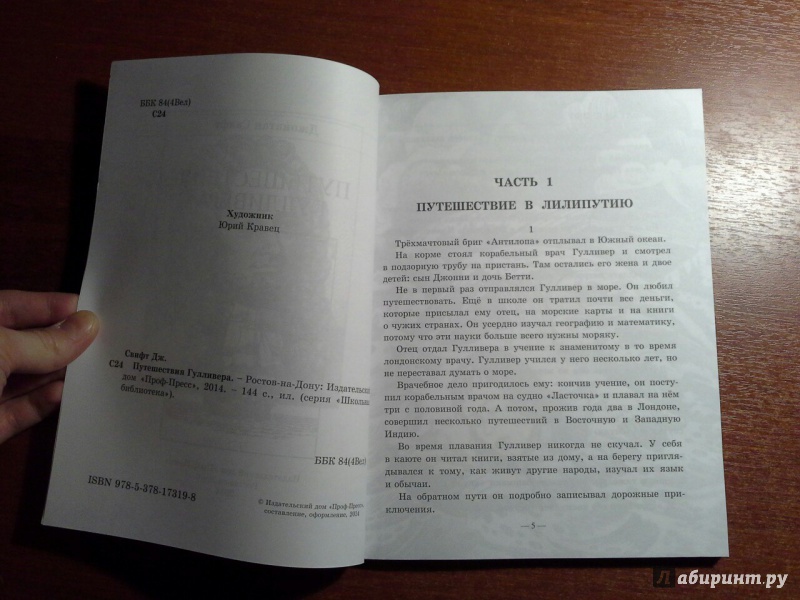 ББК 84(4Вел)
С24
Художник
Юрий Кравец
Свифт Дж.
С24 Путешествия Гулливера. – Ростов-на-Дону: Издательский
дом «Проф-Пресс», 2014. – 144 с., ил. (серия «Школьная
библиотека»).
ББК 84(4Вел)
ISBN 978-5-378-17319-8
© Издательский дом «Проф-Пресс»,
составление, оформление, 2014
ЧАСТЬ 1
ПУТЕШЕСТВИЕ В ЛИЛИПУТИЮ
1
Трёхмачтовый бриг «Антилопа» отплывал в Южный океан.
На корме стоял корабельный врач Гулливер и смотрел
в подзорную трубу на пристань. Там остались его жена и двое
детей: сын Джонни и дочь Бетти.
Не в первый раз отправлялся Гулливер в море. Он любил
путешествовать. Ещё в школе он тратил почти все деньги,
которые присылал ему отец, на морские карты и на книги
о чужих странах. Он усердно изучал географию и математику,
потому что эти науки больше всего нужны моряку.
Отец отдал Гулливера в учение к знаменитому в то время
лондонскому врачу. Гулливер учился у него несколько лет, но
не переставал думать о море.
Врачебное дело пригодилось ему: кончив учение, он посту-
пил корабельным врачом на судно «Ласточка» и плавал на нём
три с половиной года. А потом, прожив года два в Лондоне,
совершил несколько путешествий в Восточную и Западную
Индию.
Во время плавания Гулливер никогда не скучал. У себя
в каюте он читал книги, взятые из дому, а на берегу пригля-
дывался к тому, как живут другие народы, изучал их язык
и обычаи.
На обратном пути он подробно записывал дорожные при-
ключения.
—5—
Лабиринт.ру